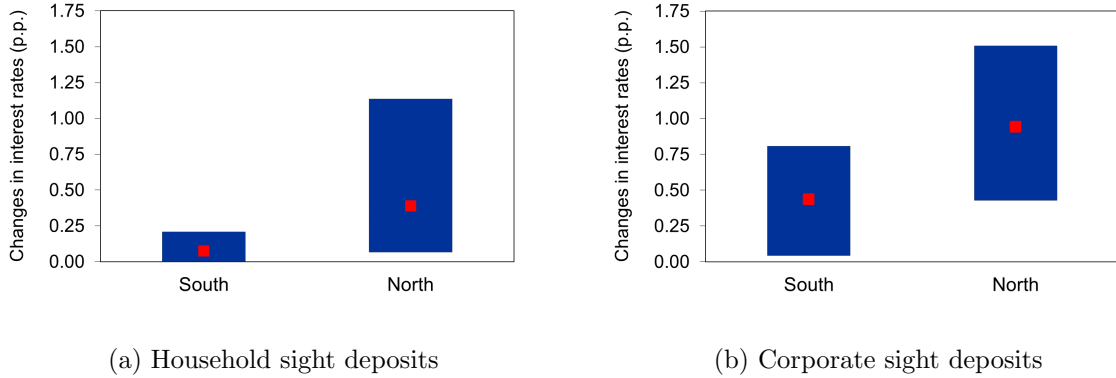 Changes in interest rates (p.p.)
1.75
1.50
1.25
1.00
0.75
0.50
0.25
0.00
South North
(a) Household sight deposits
Changes in interest rates (p.p.)
1.75
1.50
1.25
1.00
0.75
0.50
0.25
0.00
South North
(b) Corporate sight deposits